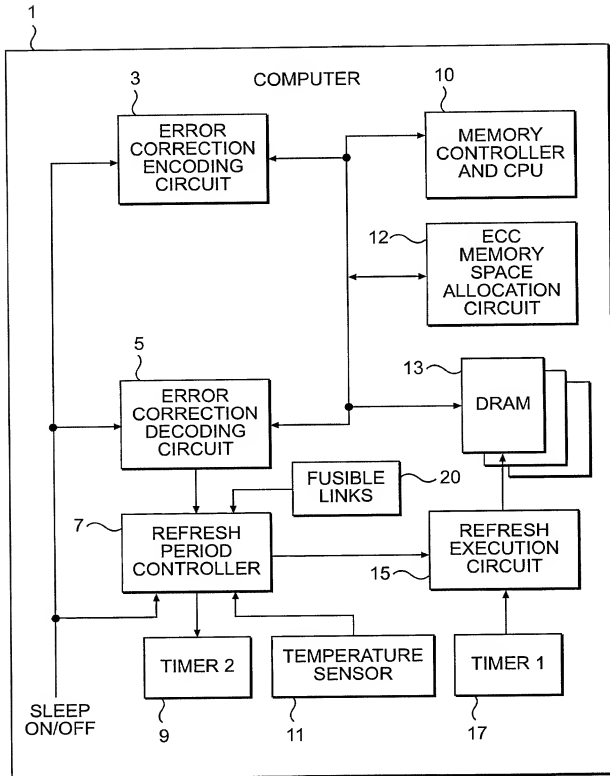 1
COMPUTER
3
ERROR
CORRECTION
ENCODING
CIRCUIT
10
MEMORY
CONTROLLER
AND CPU
12
ECC
MEMORY
SPACE
ALLOCATION
CIRCUIT
5
ERROR
CORRECTION
DECODING
CIRCUIT
13
DRAM
FUSIBLE
LINKS
20
7
REFRESH
PERIOD
CONTROLLER
REFRESH
EXECUTION
CIRCUIT
15
TIMER 2
TEMPERATURE
SENSOR
TIMER 1
SLEEP
ON/OFF
9
11
17